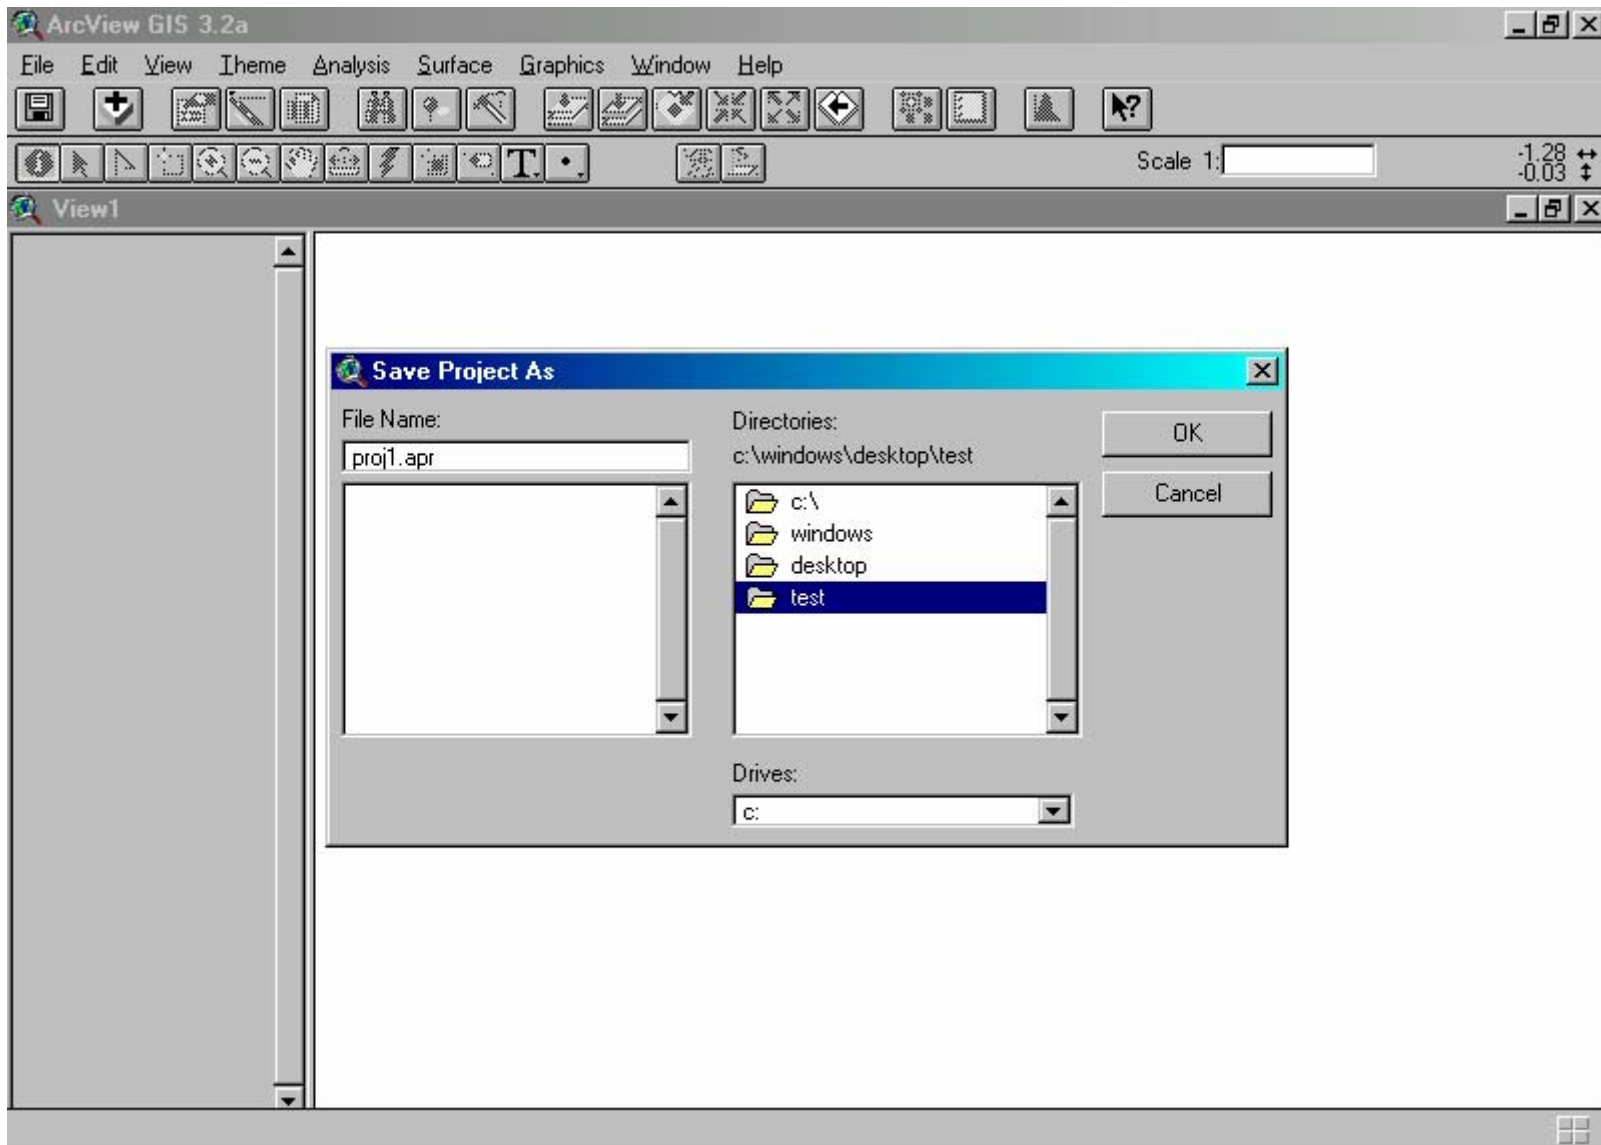 ArcView GIS 3.2a
File Edit View Theme Analysis Surface Graphics Window Help
T
?
Scale 1:
-1.28
-0.03
View1
Save Project As
File Name:
proj1.apr
Directories:
c:\windows\desktop\test
c:\
windows
desktop
test
OK
Cancel
Drives:
c: